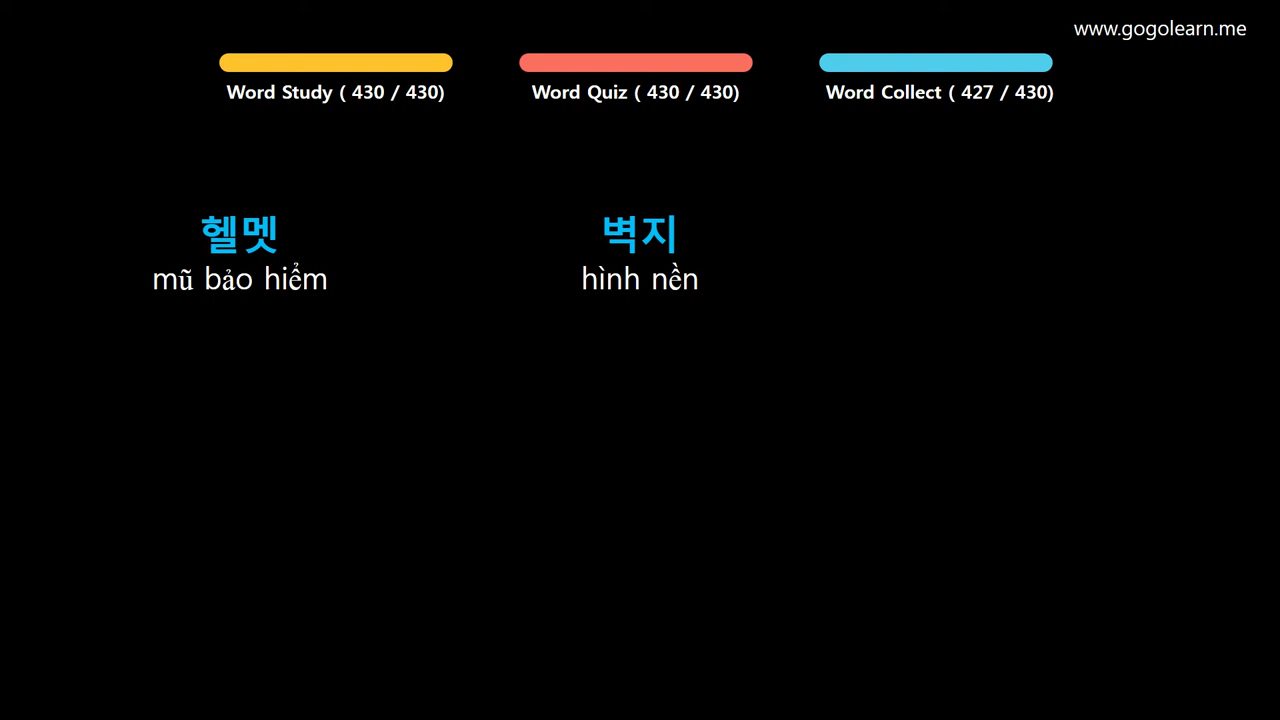 www.gogolearn.me
Word Study ( 430 / 430)
Word Quiz ( 430 / 430)
Word Collect ( 427 / 430)
헬멧
mũ bảo hiểm
벽지
hình nền